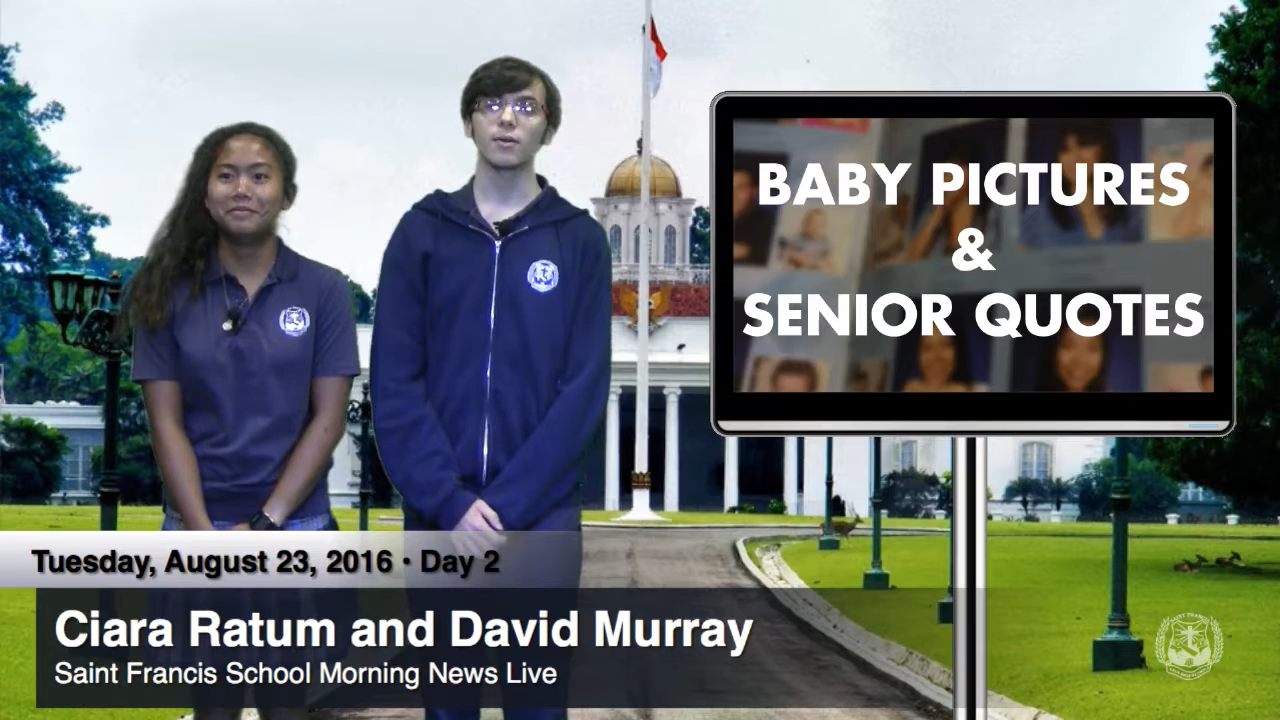 BABY PICTURES
&
SENIOR QUOTES
Tuesday, August 23, 2016 • Day 2
Ciara Ratum and David Murray
Saint Francis School Morning News Live